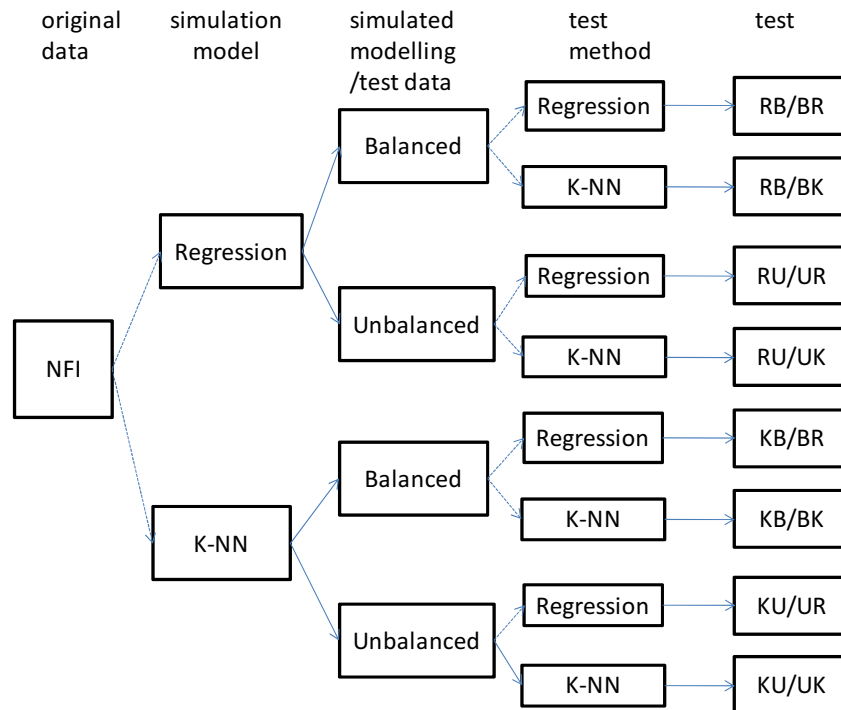 original
data
simulation
model
simulated
modelling
/test data
test
method
test
NFI
Regression
K-NN
Balanced
Unbalanced
Balanced
Unbalanced
Regression
K-NN
Regression
K-NN
Regression
K-NN
Regression
K-NN
RB/BR
RB/BK
RU/UR
RU/UK
KB/BR
KB/BK
KU/UR
KU/UK